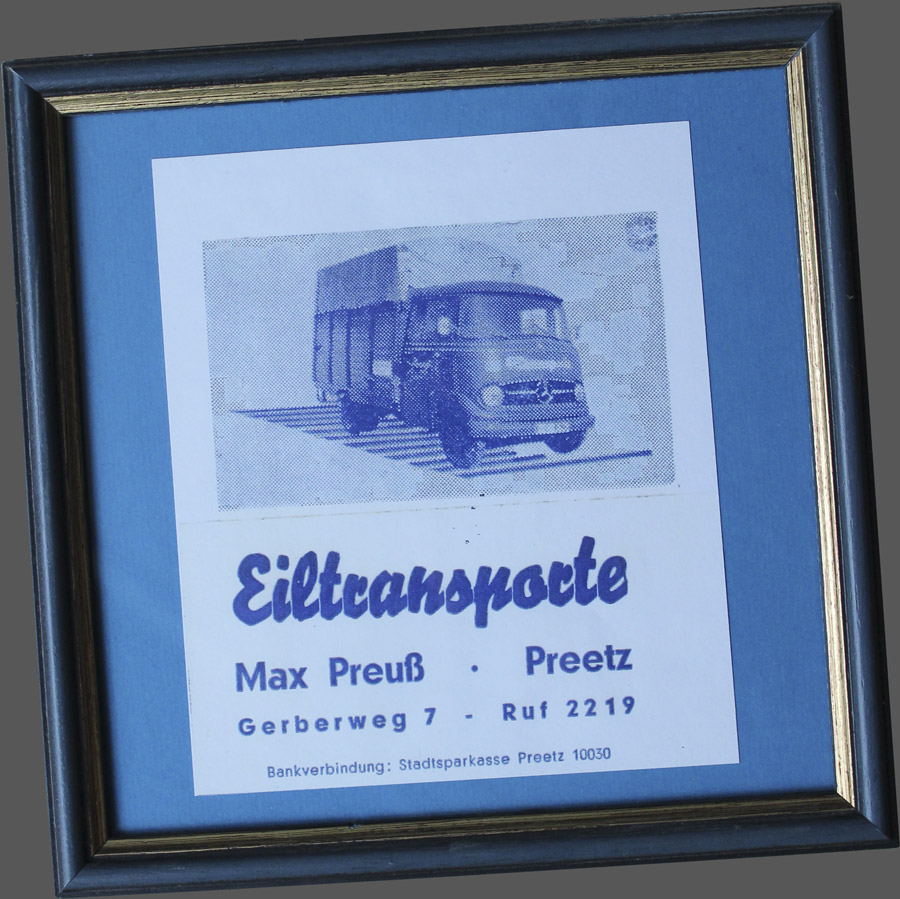 Eiltransporte
Max Preuß · Preetz
Gerberweg 7 - Ruf 2219
Bankverbindung: Stadtsparkasse Preetz 10030